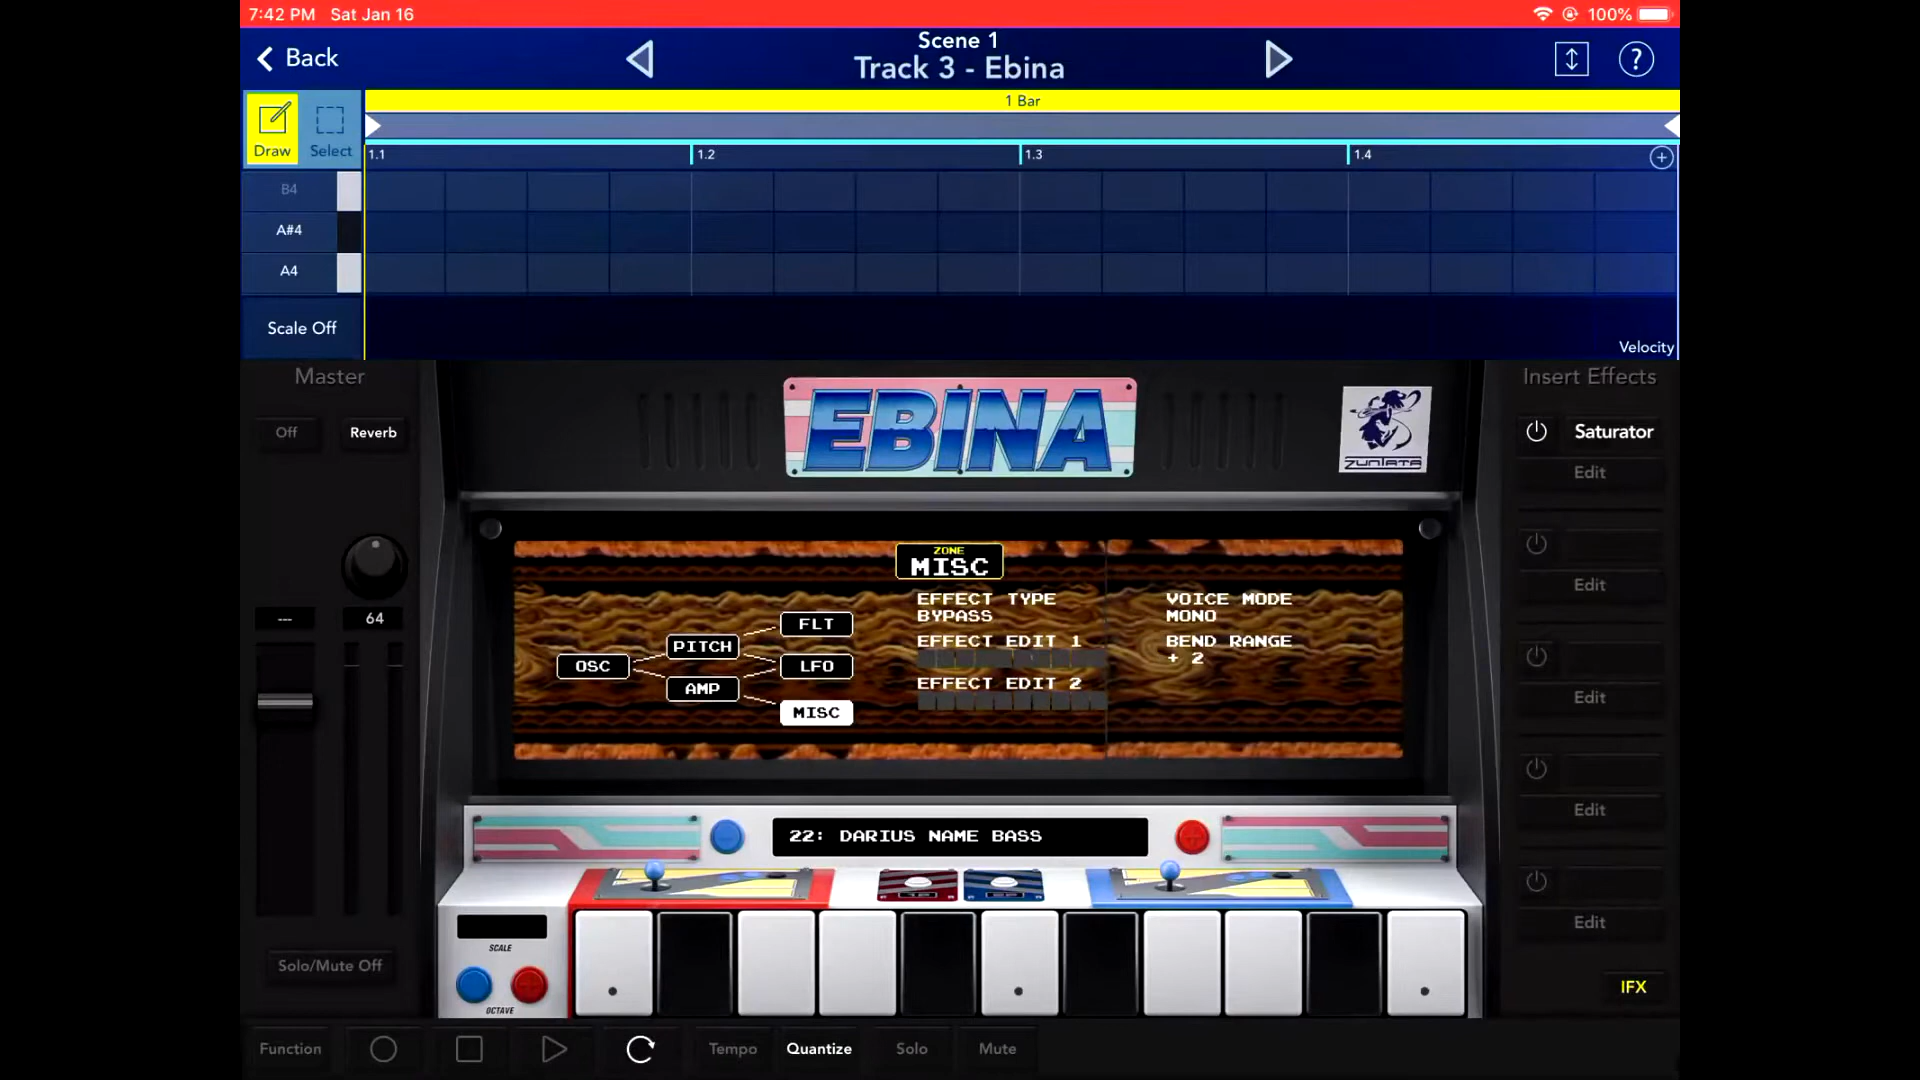 7:42 PM Sat Jan 16
100%
Back
Scene 1
Track 3 - Ebina
?
1 Bar
Draw
Select
1.1
1.2
1.3
1.4
B4
A#4
A4
Scale Off
Velocity
Master
Off
Reverb
---
64
Solo/Mute Off
EBINA
ZUNTATA
ZONE
MISC
OSC
PITCH
AMP
FLT
LFO
MISC
EFFECT TYPE
BYPASS
EFFECT EDIT 1
EFFECT EDIT 2
VOICE MODE
MONO
BEND RANGE
+ 2
22: DARIUS NAME BASS
1P
2P
SCALE
OCTAVE
Insert Effects
Saturator
Edit
Edit
Edit
Edit
Edit
IFX
Function
Tempo
Quantize
Solo
Mute